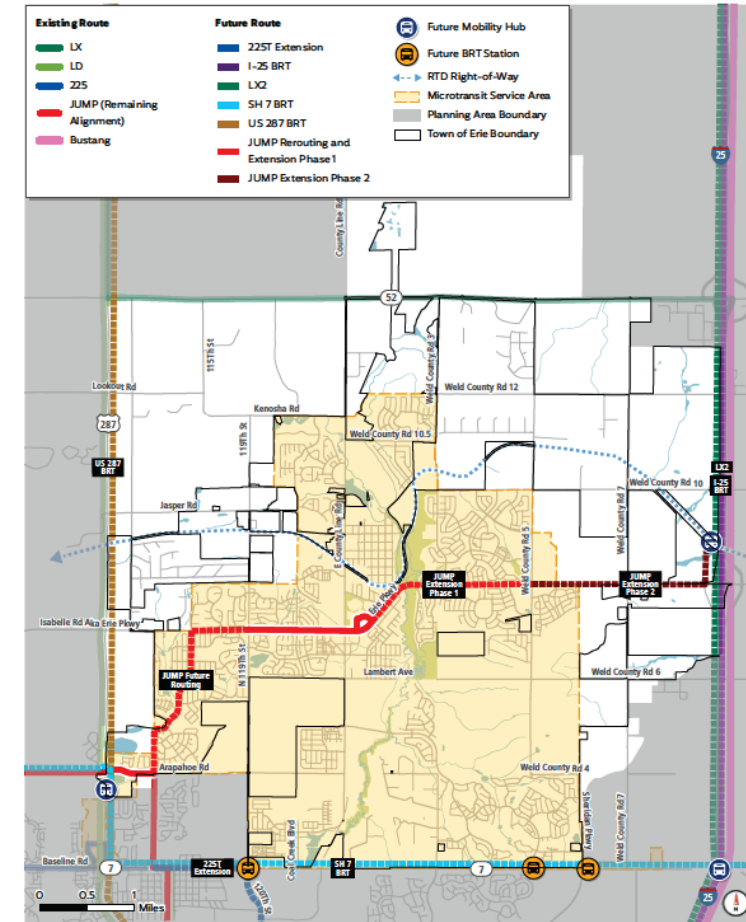 Existing Route
LX
LD
225
JUMP (Remaining
Alignment)
Bustang
Future Route
225T Extension
I-25 BRT
LX2
SH 7 BRT
US 287 BRT
JUMP Rerouting and
Extension Phase 1
JUMP Extension Phase 2
Future Mobility Hub
Future BRT Station
RTD Right-of-Way
Microtransit Service Area
Planning Area Boundary
Town of Erie Boundary
25
County Line Rd
52
115Th St
Weld County Rd 3
Lookout Rd
Weld County Rd 12
Kenosha Rd
287
119Th St
Weld County Rd 10.5
US 287
BRT
LX2
I-25
BRT
Weld County Rd 10
Weld County Rd 7
Jasper Rd
E County Line Rd
Weld County Rd 5
Erie Pkwy
JUMP
Extension
Phase 1
JUMP
Extension
Phase 2
Isabelle Rd Aka Erie Pkwy
N 119Th St
JUMP Future
Routing
Lambert Ave
Weld County Rd 6
Arapahoe Rd
Weld County Rd 4
Sheridan Pkwy
Weld County Rd 7
Coal Creek Blvd
Baseline Rd
7
225T
Extension
SH 7
BRT
7
120Th St
25
0 0.5 1
Miles
N